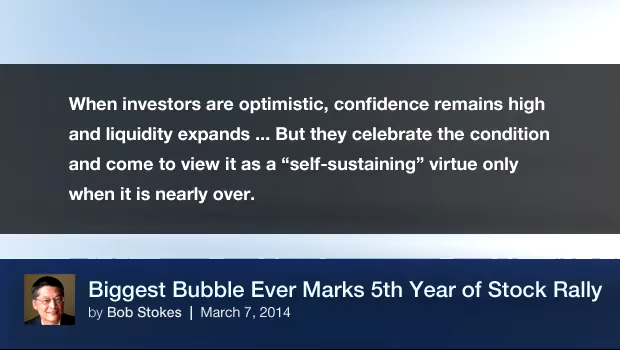 When investors are optimistic, confidence remains high
and liquidity expands ... But they celebrate the condition
and come to view it as a “self-sustaining” virtue only
when it is nearly over.
Biggest Bubble Ever Marks 5th Year of Stock Rally
by Bob Stokes | March 7, 2014